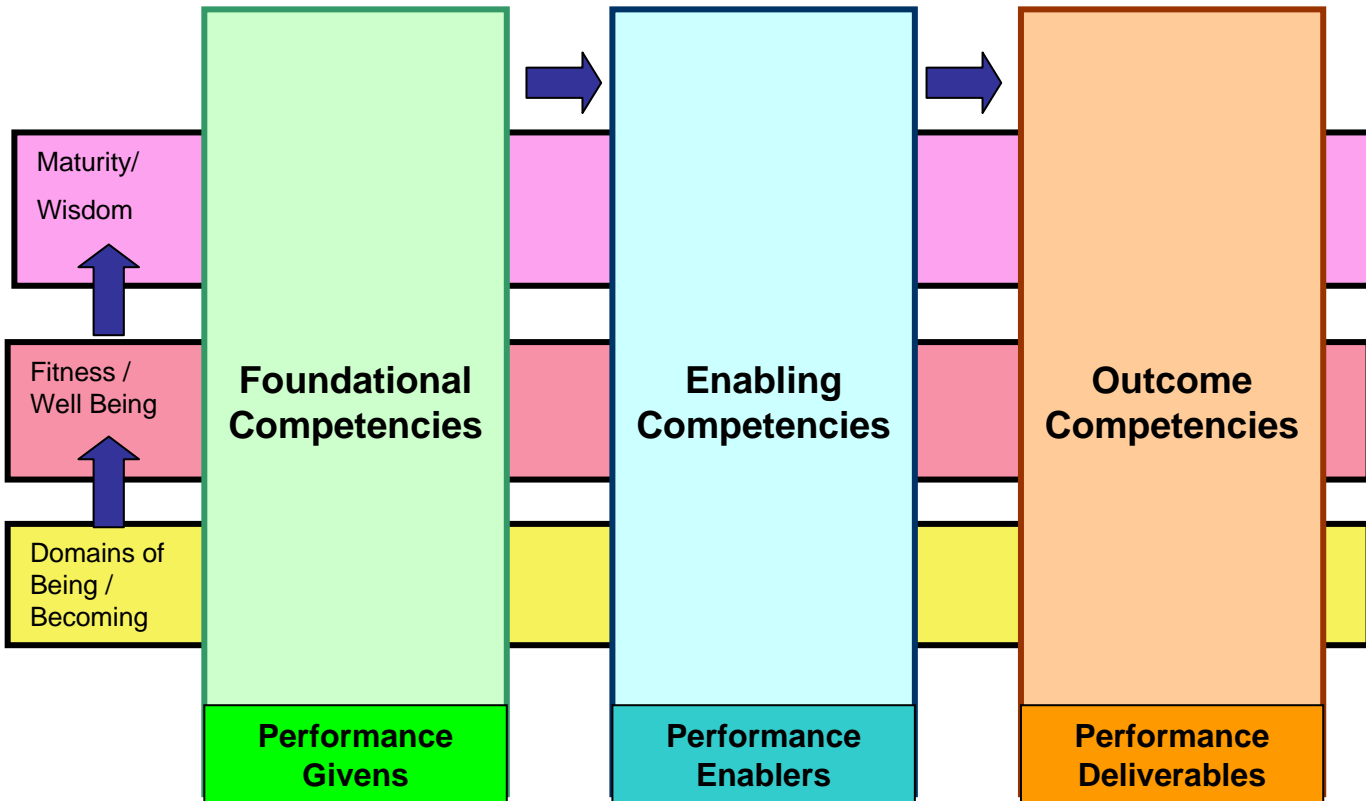 Maturity/
Wisdom
Fitness /
Well Being
Domains of
Being /
Becoming
Foundational
Competencies
Enabling
Competencies
Outcome
Competencies
Performance
Givens
Performance
Enablers
Performance
Deliverables